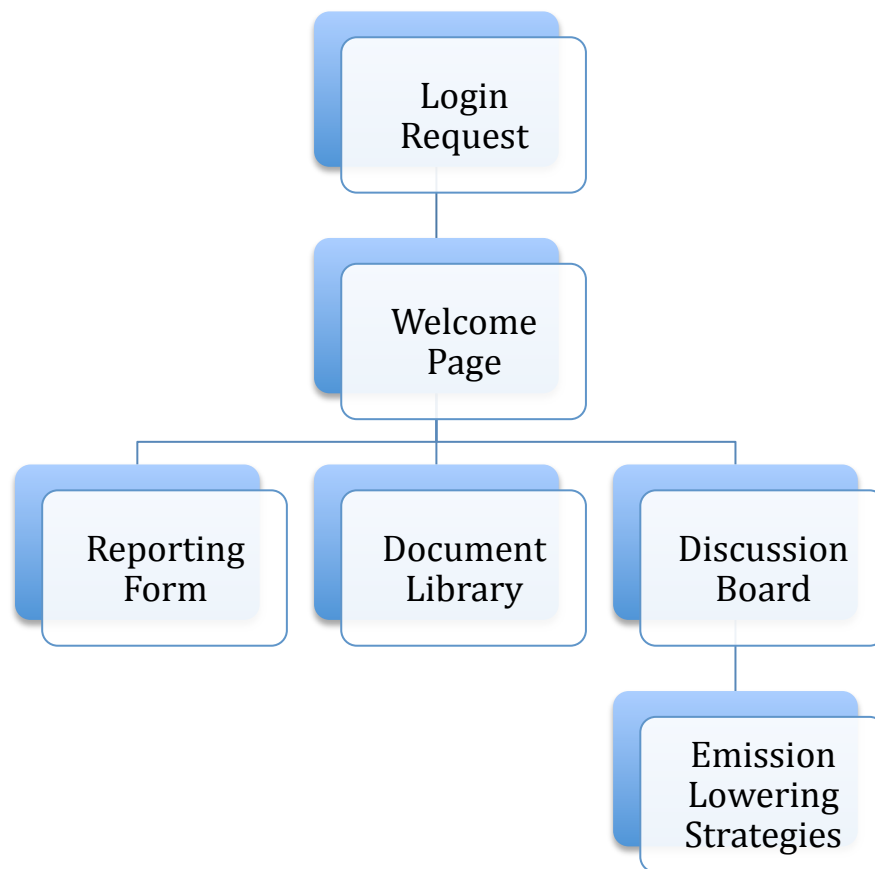 Login
Request
Welcome
Page
Reporting
Form
Document
Library
Discussion
Board
Emission
Lowering
Strategies